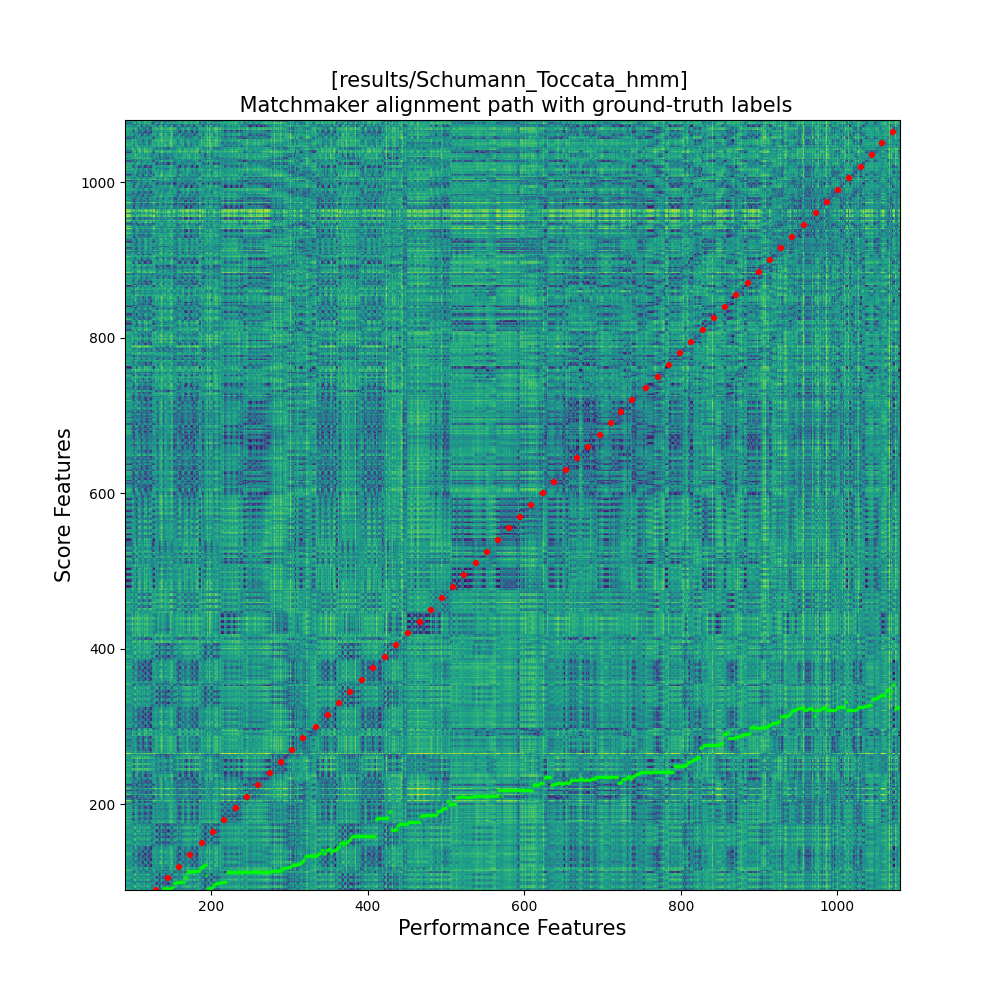 [results/Schumann_Toccata_hmm]
Matchmaker alignment path with ground-truth labels
1000
800
600
400
200
Score Features
200 400 600 800 1000
Performance Features